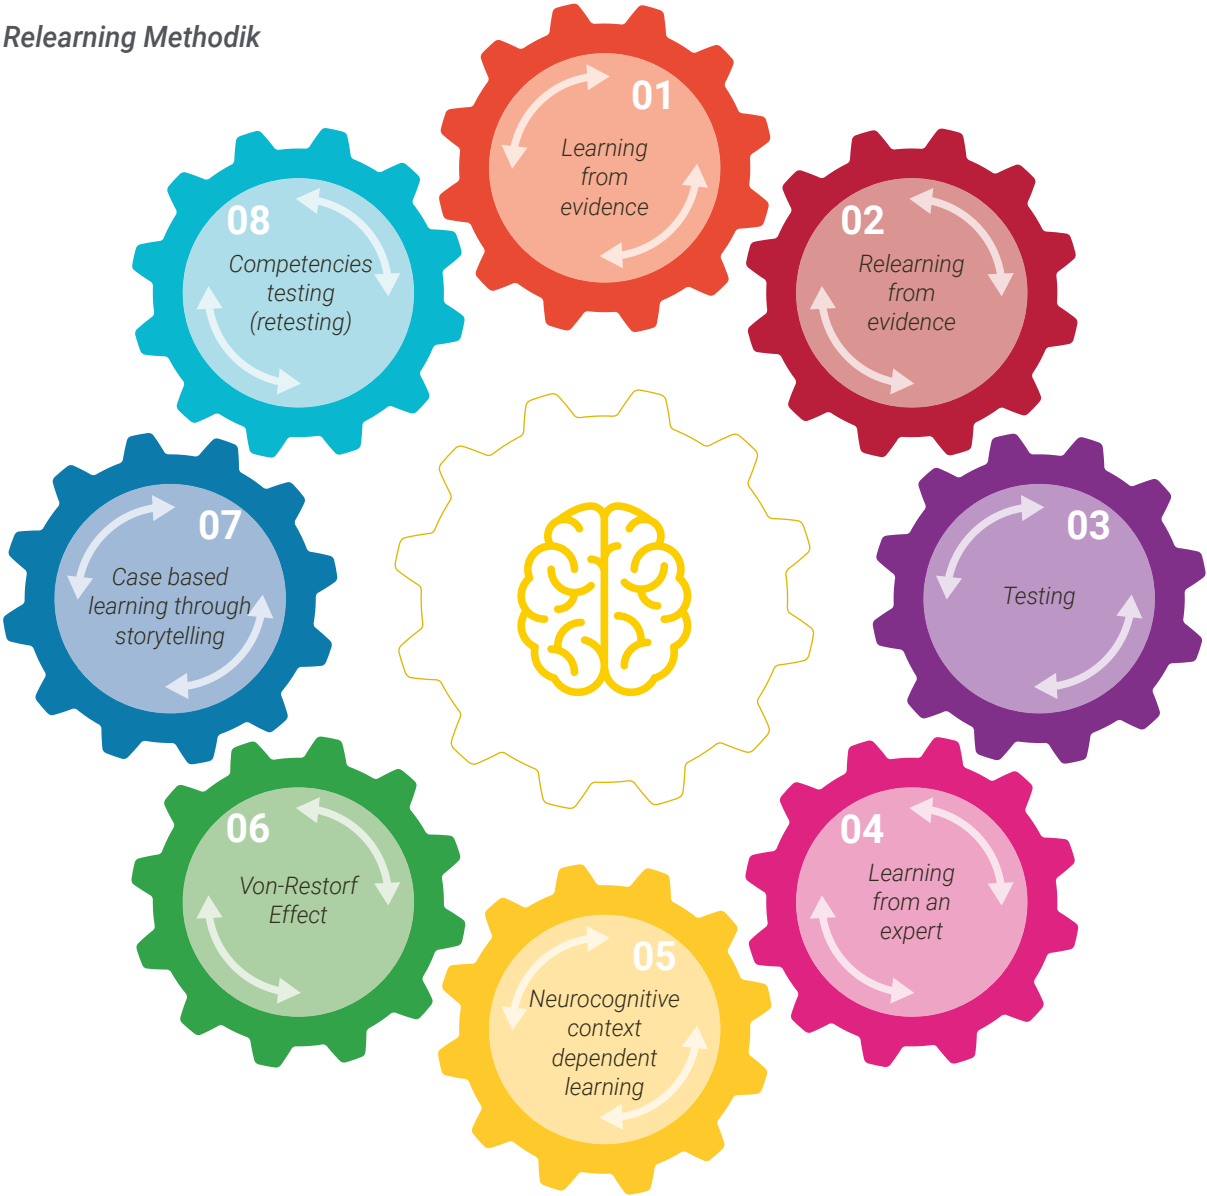 Relearning Methodik
01
Learning
from
evidence
02
Relearning
from
evidence
03
Testing
04
Learning
from an
expert
05
Neurocognitive
context
dependent
learning
06
Von-Restorf
Effect
07
Case based
learning through
storytelling
08
Competencies
testing
(retesting)